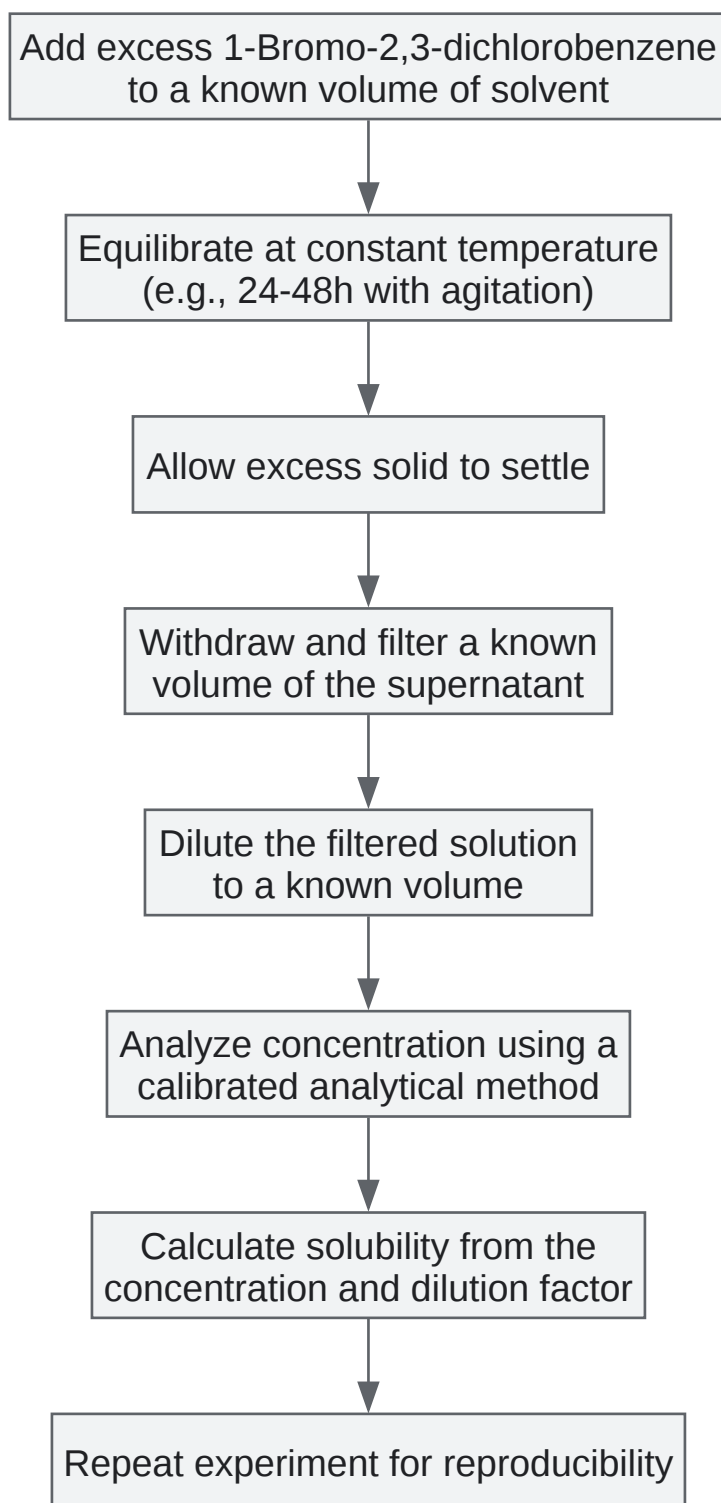 Add excess 1-Bromo-2,3-dichlorobenzene
to a known volume of solvent
Equilibrate at constant temperature
(e.g., 24-48h with agitation)
Allow excess solid to settle
Withdraw and filter a known
volume of the supernatant
Dilute the filtered solution
to a known volume
Analyze concentration using a
calibrated analytical method
Calculate solubility from the
concentration and dilution factor
Repeat experiment for reproducibility